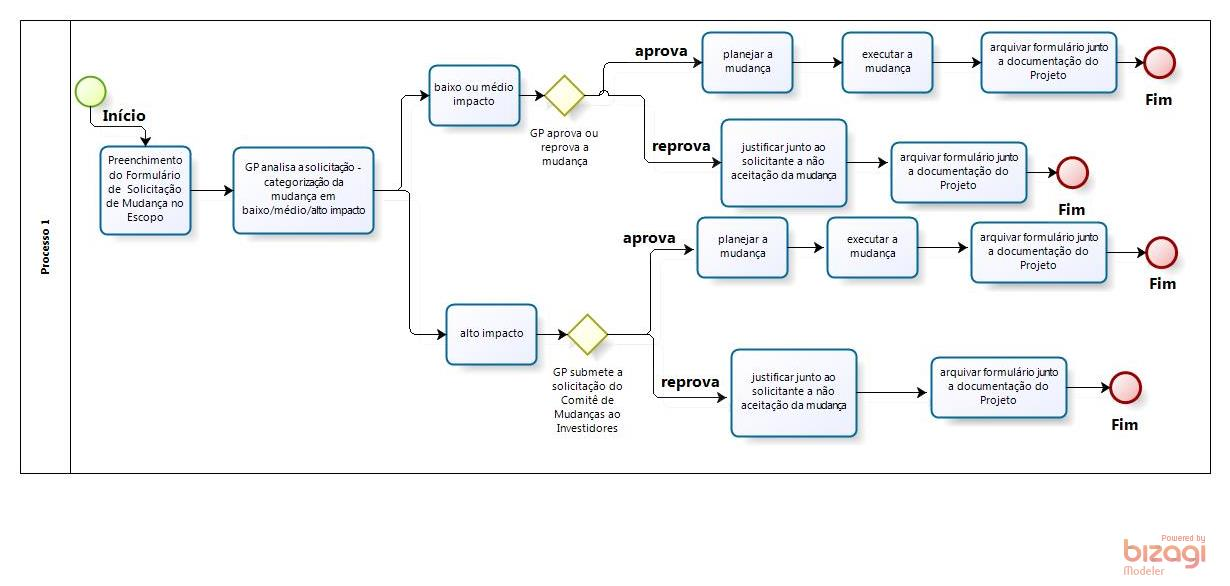 Processo 1
Início
Preenchimento
do Formulário
de Solicitação
de Mudança no
Escopo
GP analisa a solicitação -
categorização da
mudança em
baixo/médio/alto impacto
baixo ou médio
impacto
GP aprova ou
reprova a
mudança
aprova
planejar a
mudança
executar a
mudança
arquivar formulário junto
a documentação do
Projeto
Fim
reprova
justificar junto ao
solicitante a não
aceitação da mudança
arquivar formulário junto
a documentação do
Projeto
Fim
alto impacto
GP submete a
solicitação do
Comitê de
Mudanças ao
Investidores
aprova
planejar a
mudança
executar a
mudança
arquivar formulário junto
a documentação do
Projeto
Fim
reprova
justificar junto ao
solicitante a não
aceitação da mudança
arquivar formulário junto
a documentação do
Projeto
Fim
Powered by
bizagi
Modeler